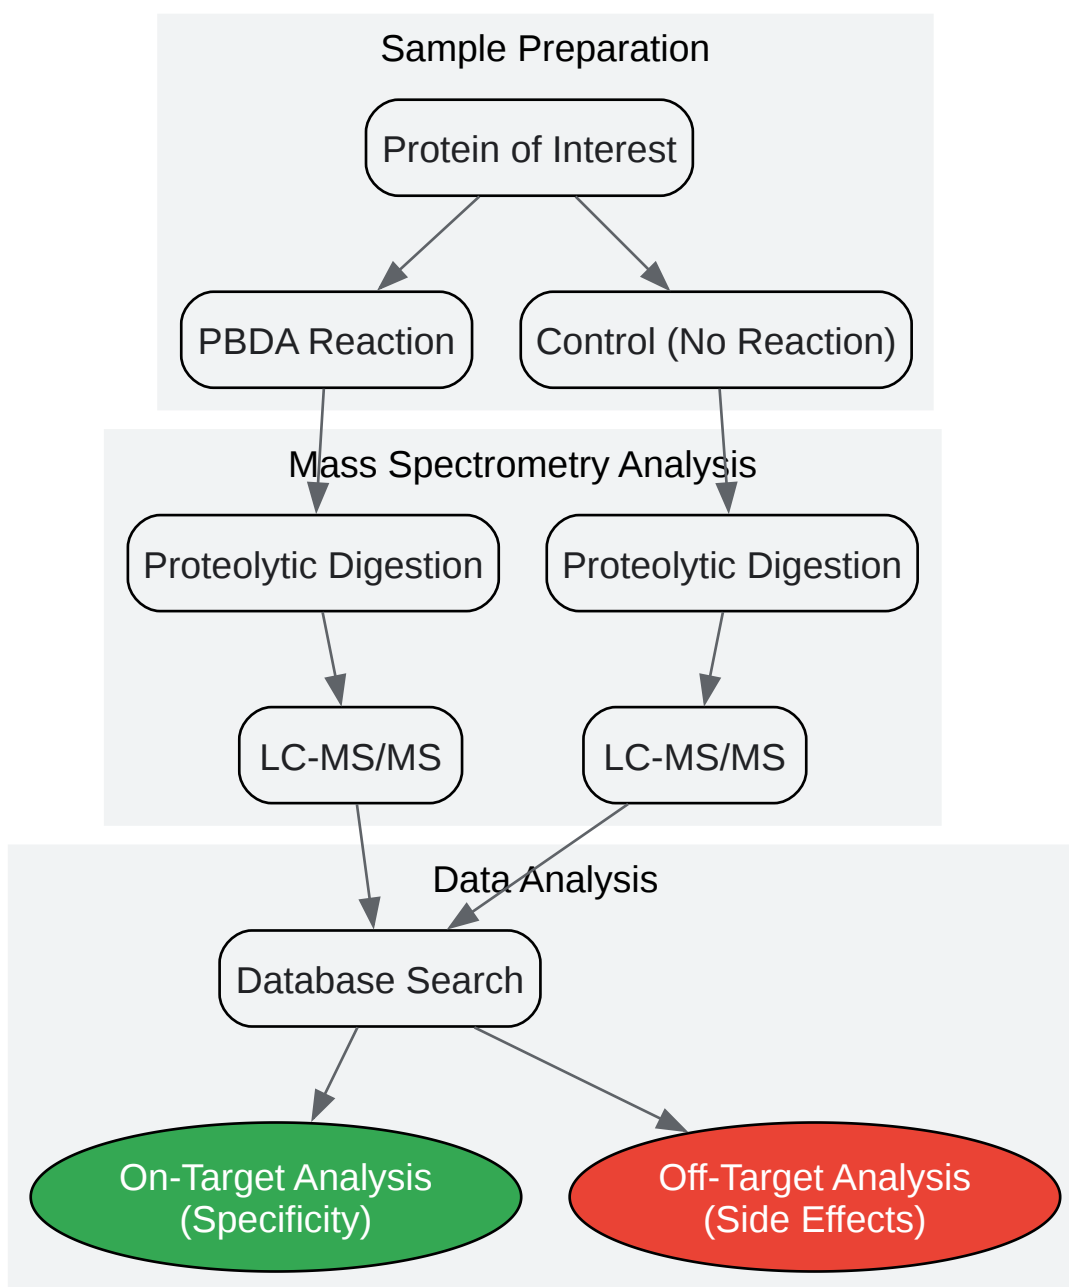 Sample Preparation
Protein of Interest
PBDA Reaction
Control (No Reaction)
Mass Spectrometry Analysis
Proteolytic Digestion
Proteolytic Digestion
LC-MS/MS
LC-MS/MS
Data Analysis
Database Search
On-Target Analysis
(Specificity)
Off-Target Analysis
(Side Effects)